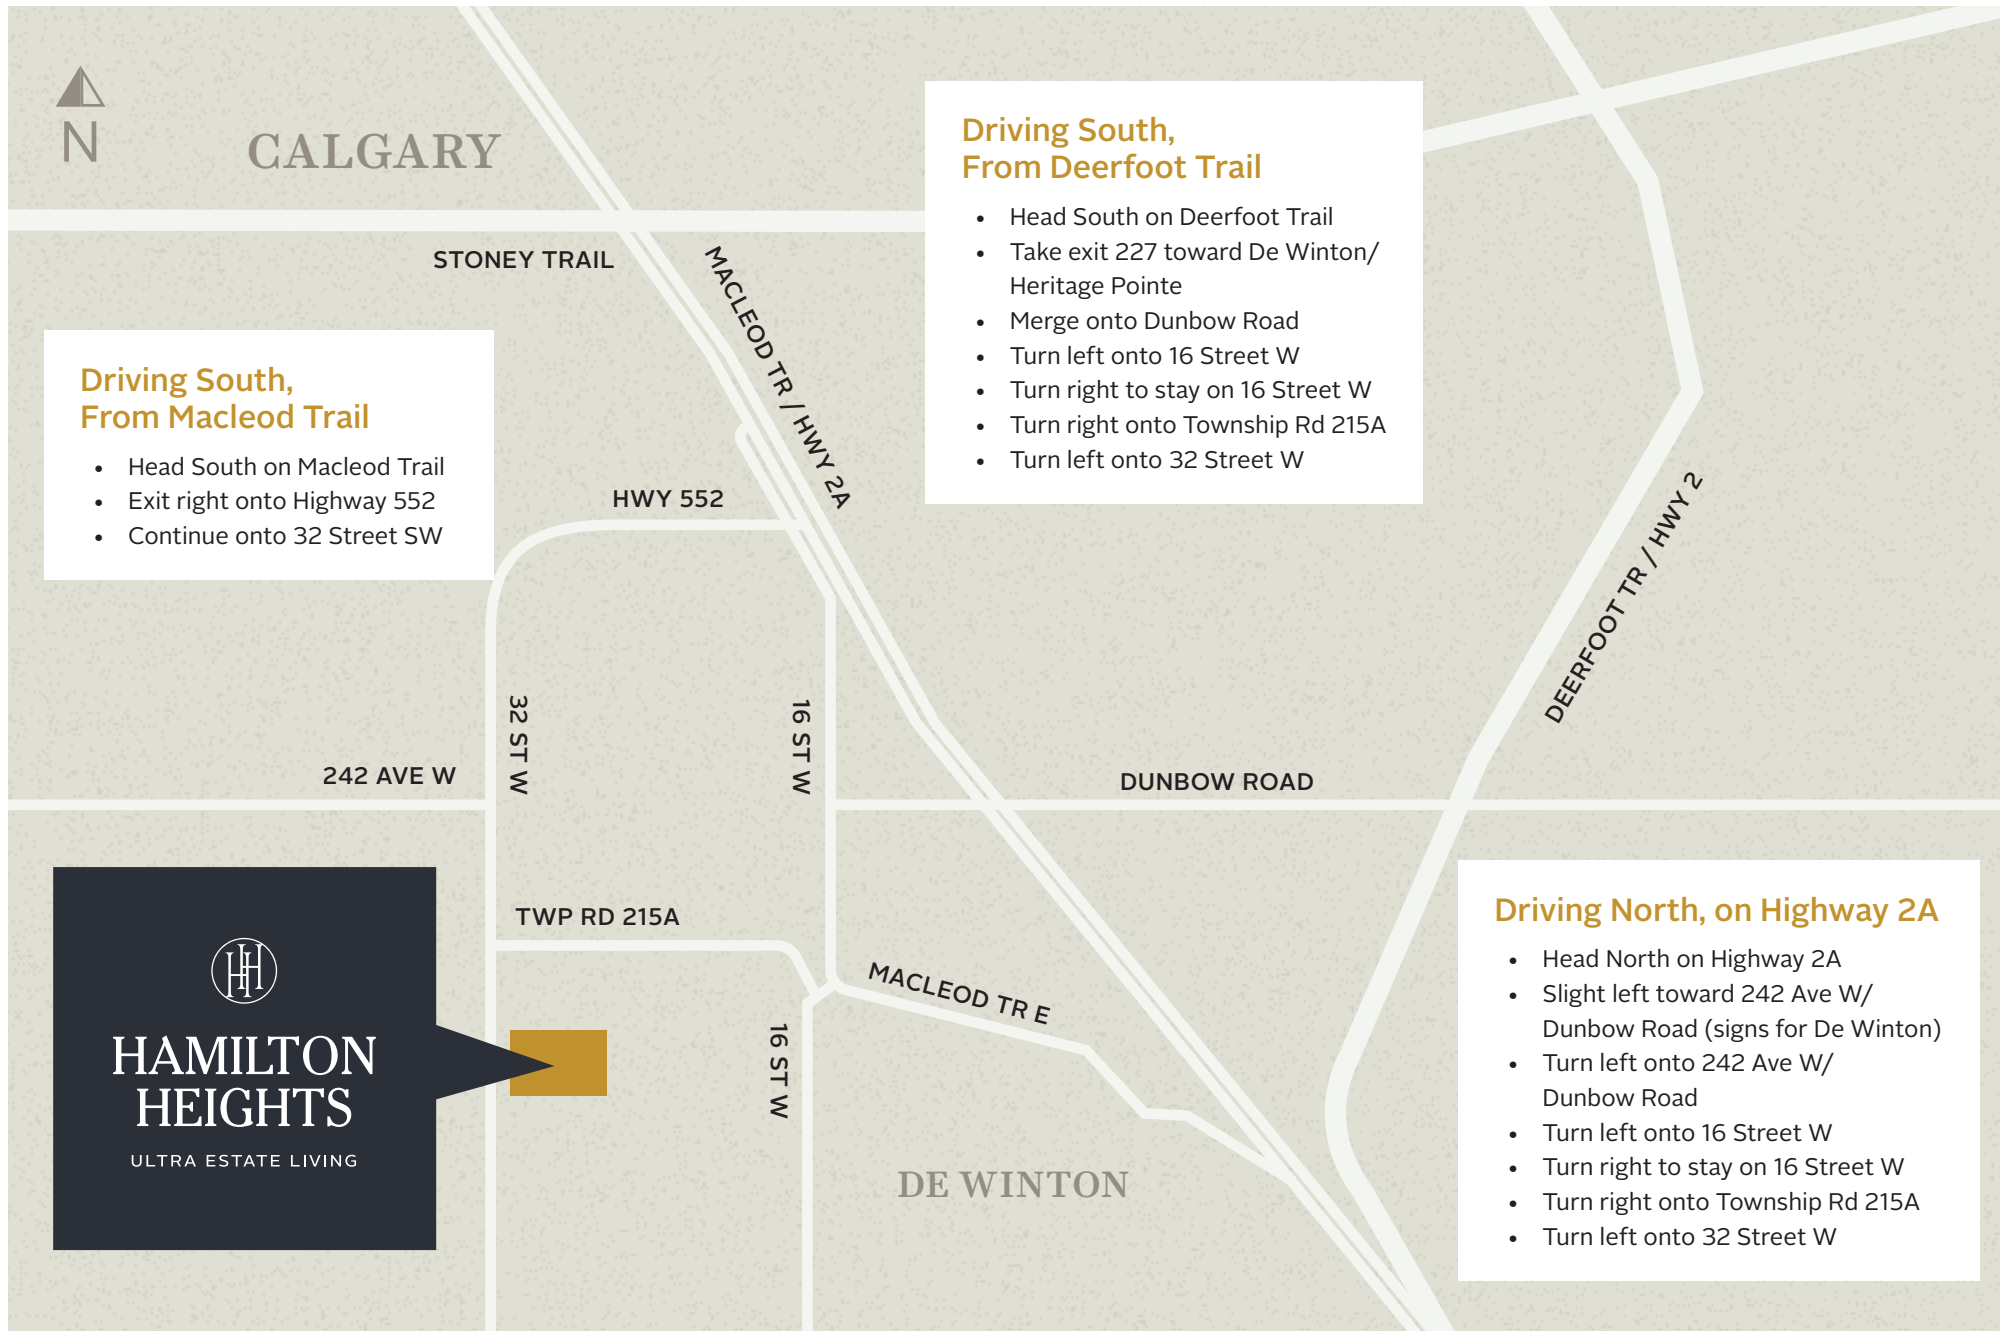 N
CALGARY
STONEY TRAIL
MACLEOD TR / HWY 2A
Driving South,
From Deerfoot Trail
• Head South on Deerfoot Trail
• Take exit 227 toward De Winton/
Heritage Pointe
• Merge onto Dunbow Road
• Turn left onto 16 Street W
• Turn right to stay on 16 Street W
• Turn right onto Township Rd 215A
• Turn left onto 32 Street W
Driving South,
From Macleod Trail
• Head South on Macleod Trail
• Exit right onto Highway 552
• Continue onto 32 Street SW
HWY 552
DEERFOOT TR / HWY 2
32 ST W
16 ST W
242 AVE W
DUNBOW ROAD
TWP RD 215A
MACLEOD TR E
16 ST W
HH
HAMILTON
HEIGHTS
ULTRA ESTATE LIVING
DE WINTON
Driving North, on Highway 2A
• Head North on Highway 2A
• Slight left toward 242 Ave W/
Dunbow Road (signs for De Winton)
• Turn left onto 242 Ave W/
Dunbow Road
• Turn left onto 16 Street W
• Turn right to stay on 16 Street W
• Turn right onto Township Rd 215A
• Turn left onto 32 Street W